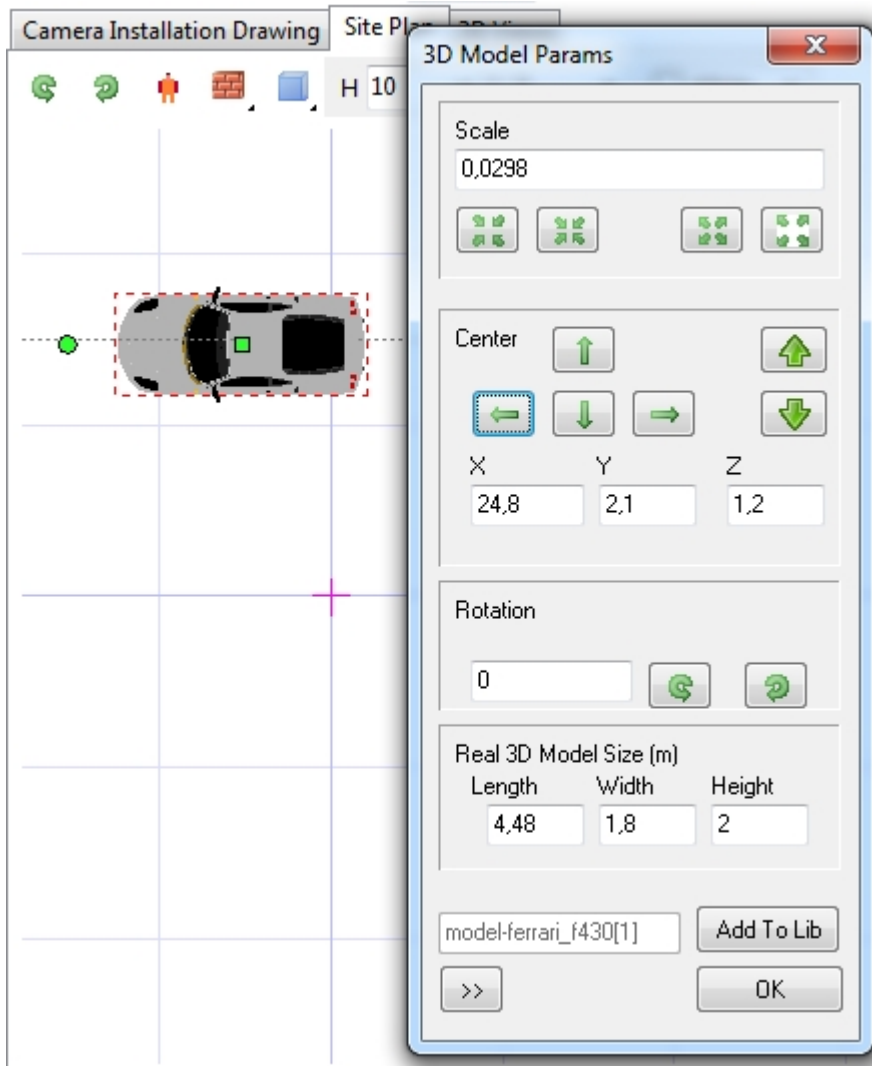 Camera Installation Drawing
Site Plan
3D Model Params
H 10
Scale
0,0298
Center
X Y Z
24,8 2,1 1,2
Rotation
0
Real 3D Model Size (m)
Length Width Height
4,48 1,8 2
model-ferrari_f430[1] Add To Lib
>> OK